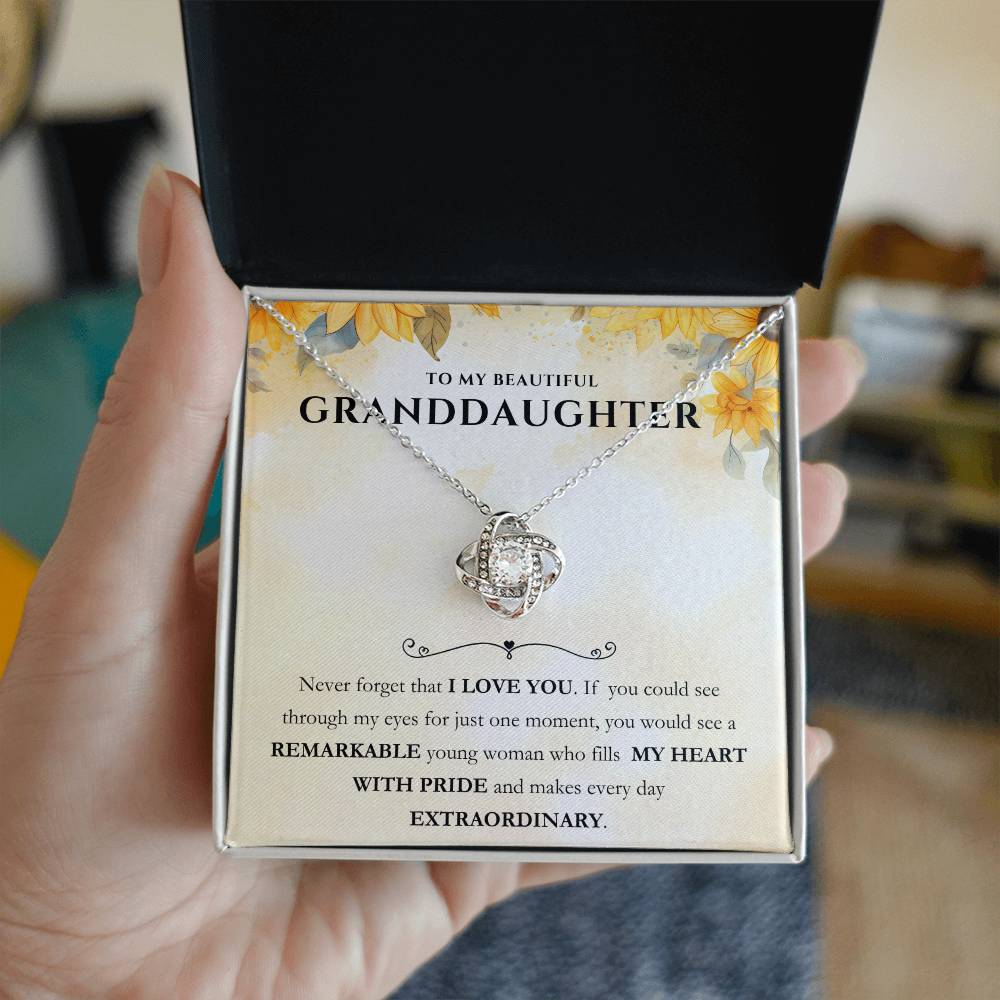 TO MY BEAUTIFUL
GRANDDAUGHTER
Never forget that I LOVE YOU. If you could see
through my eyes for just one moment, you would see a
REMARKABLE young woman who fills MY HEART
WITH PRIDE and makes every day
EXTRAORDINARY.